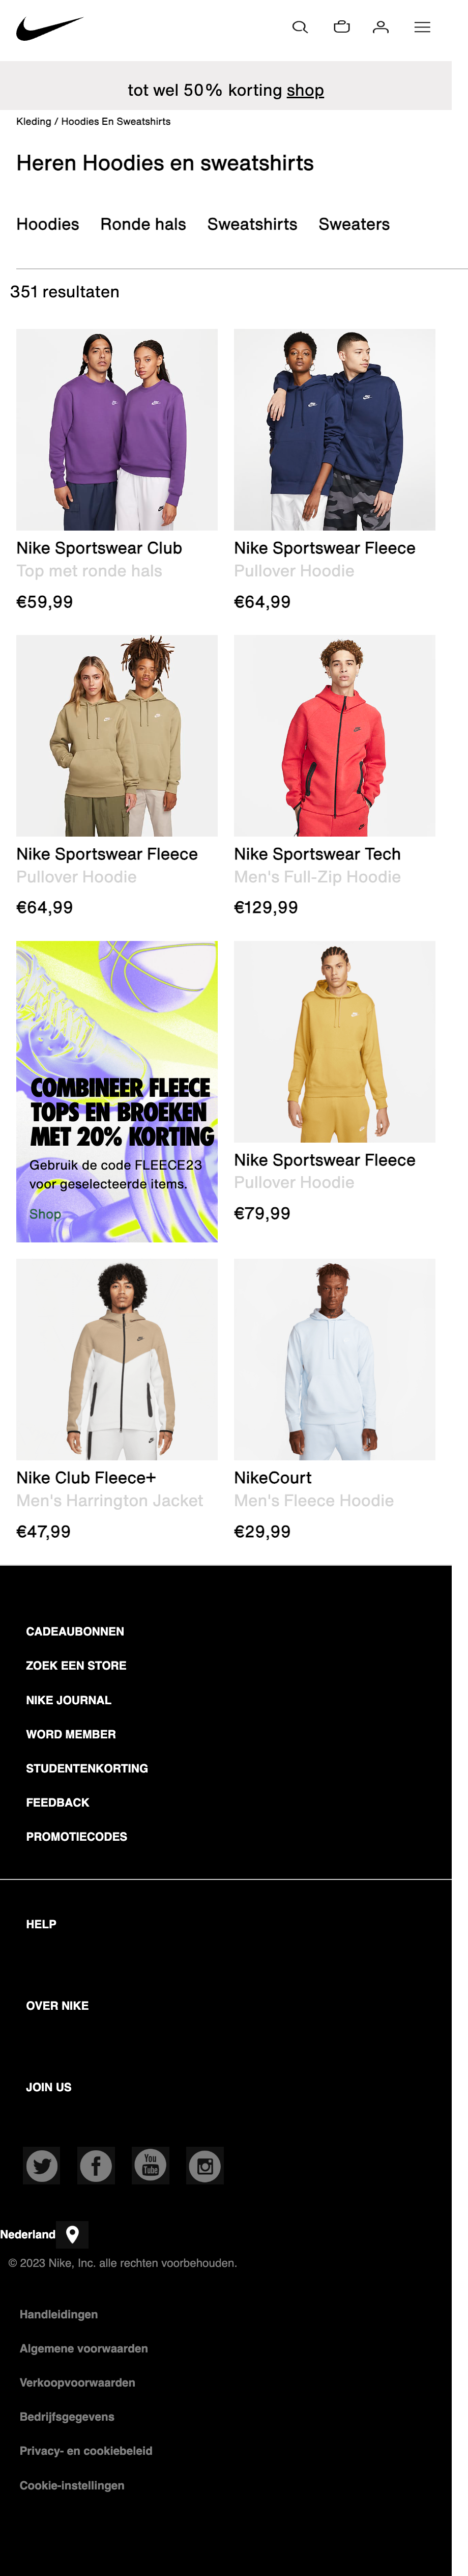 tot wel 50% korting shop
Kleding / Hoodies En Sweatshirts
Heren Hoodies en sweatshirts
Hoodies Ronde hals Sweatshirts Sweaters
351 resultaten
Nike Sportswear Club
Top met ronde hals
€59,99
Nike Sportswear Fleece
Pullover Hoodie
€64,99
Nike Sportswear Fleece
Pullover Hoodie
€64,99
Nike Sportswear Tech
Men's Full-Zip Hoodie
€129,99
COMBINEER FLEECE
TOPS EN BROEKEN
MET 20% KORTING
Gebruik de code FLEECE23
voor geselecteerde items.
Shop
Nike Sportswear Fleece
Pullover Hoodie
€79,99
Nike Club Fleece+
Men's Harrington Jacket
€47,99
NikeCourt
Men's Fleece Hoodie
€29,99
CADEAUBONNEN
ZOEK EEN STORE
NIKE JOURNAL
WORD MEMBER
STUDENTENKORTING
FEEDBACK
PROMOTIECODES
HELP
OVER NIKE
JOIN US
You
Tube
Nederland
© 2023 Nike, Inc. alle rechten voorbehouden.
Handleidingen
Algemene voorwaarden
Verkoopvoorwaarden
Bedrijfsgegevens
Privacy- en cookiebeleid
Cookie-instellingen